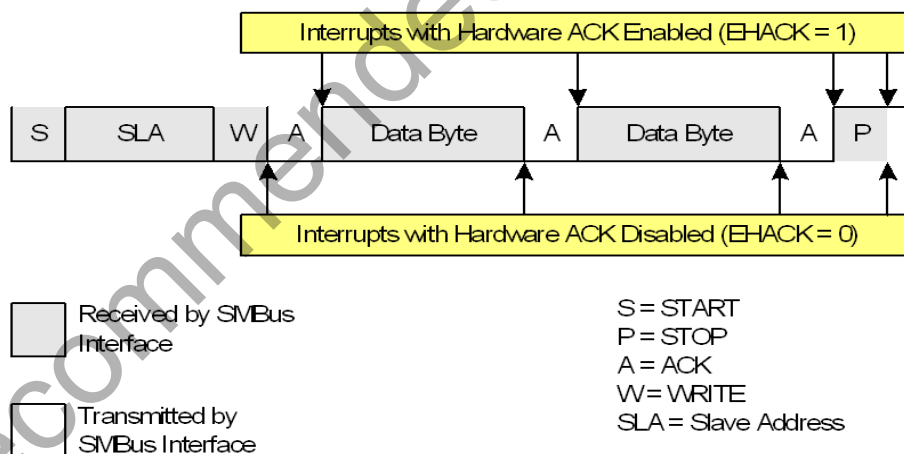 Interrupts with Hardware ACK Enabled (EHACK = 1)
S SLA W A Data Byte A Data Byte A P
Interrupts with Hardware ACK Disabled (EHACK = 0)
Received by SMBus
Interface
Transmitted by
SMBus Interface
S = START
P = STOP
A = ACK
W = WRITE
SLA = Slave Address
ecommende